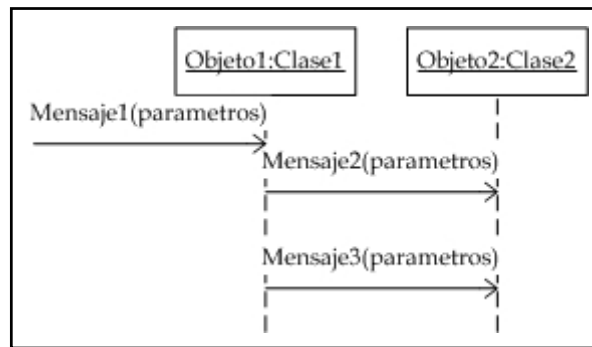 Objeto1:Clase1
Objeto2:Clase2
Mensaje1(parametros)
Mensaje2(parametros)
Mensaje3(parametros)